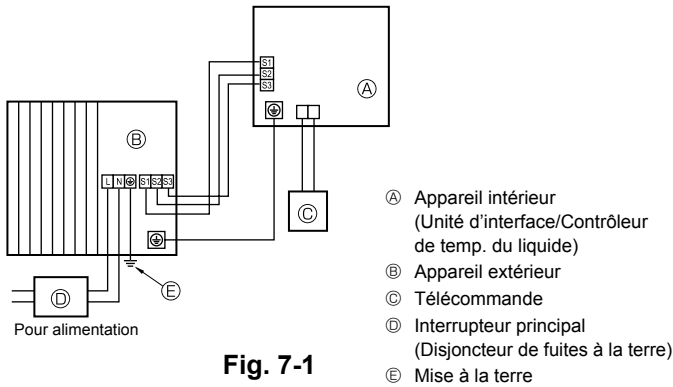 S1
S2
S3
Ⓐ
Ⓑ
L N S1 S2 S3
Ⓒ
Ⓓ
Ⓔ
Pour alimentation
Fig. 7-1
Ⓐ Appareil intérieur
(Unité d'interface/Contrôleur
de temp. du liquide)
Ⓑ Appareil extérieur
Ⓒ Télécommande
Ⓓ Interrupteur principal
(Disjoncteur de fuites à la terre)
Ⓔ Mise à la terre